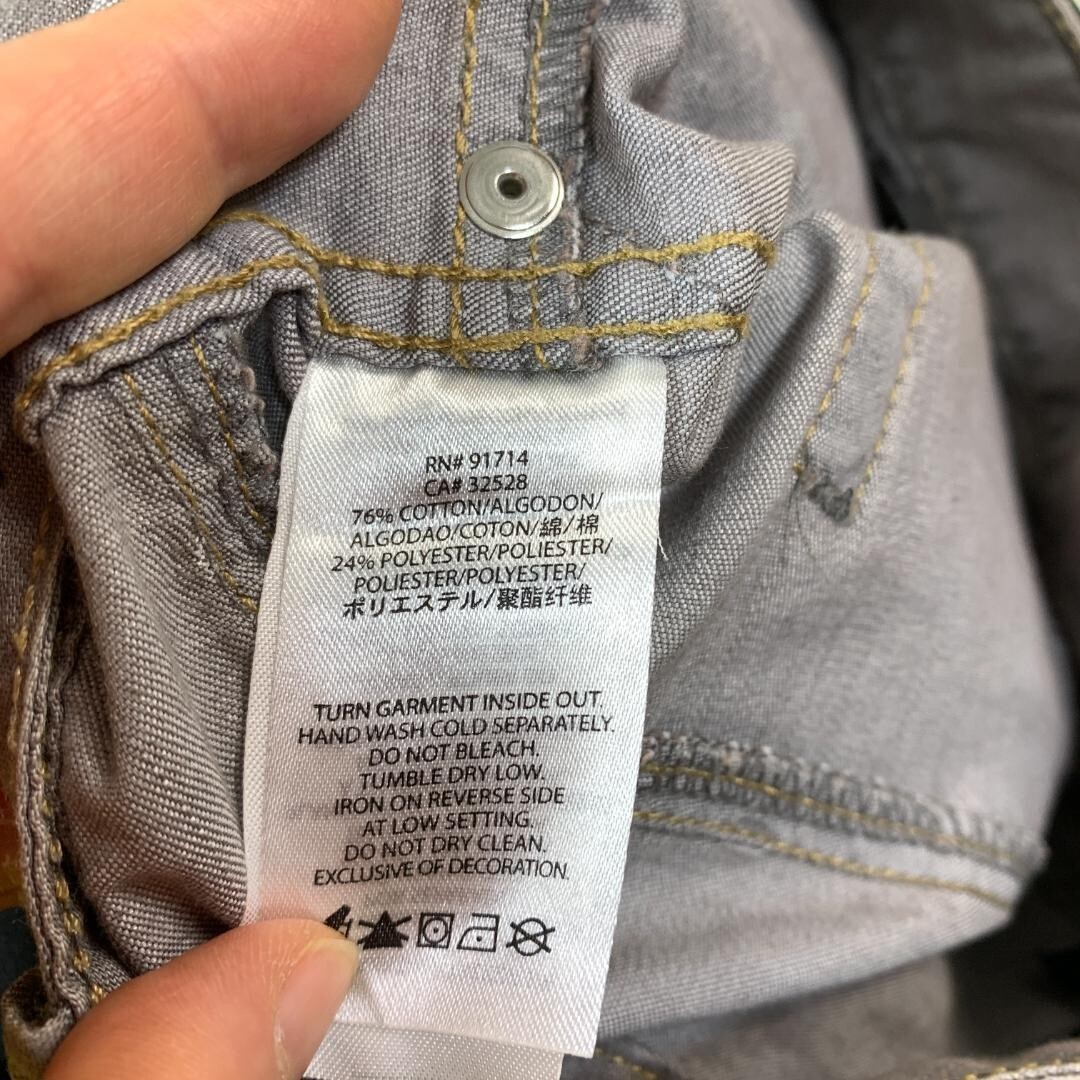 RN# 91714
CA# 32528
76% COTTON/ALGODON/
ALGODAO/COTON/綿/棉
24% POLYESTER/POLIESTER/
POLIESTER/POLYESTER/
ポリエステル/聚酯纤维
TURN GARMENT INSIDE OUT.
HAND WASH COLD SEPARATELY.
DO NOT BLEACH.
TUMBLE DRY LOW.
IRON ON REVERSE SIDE
AT LOW SETTING.
DO NOT DRY CLEAN.
EXCLUSIVE OF DECORATION.